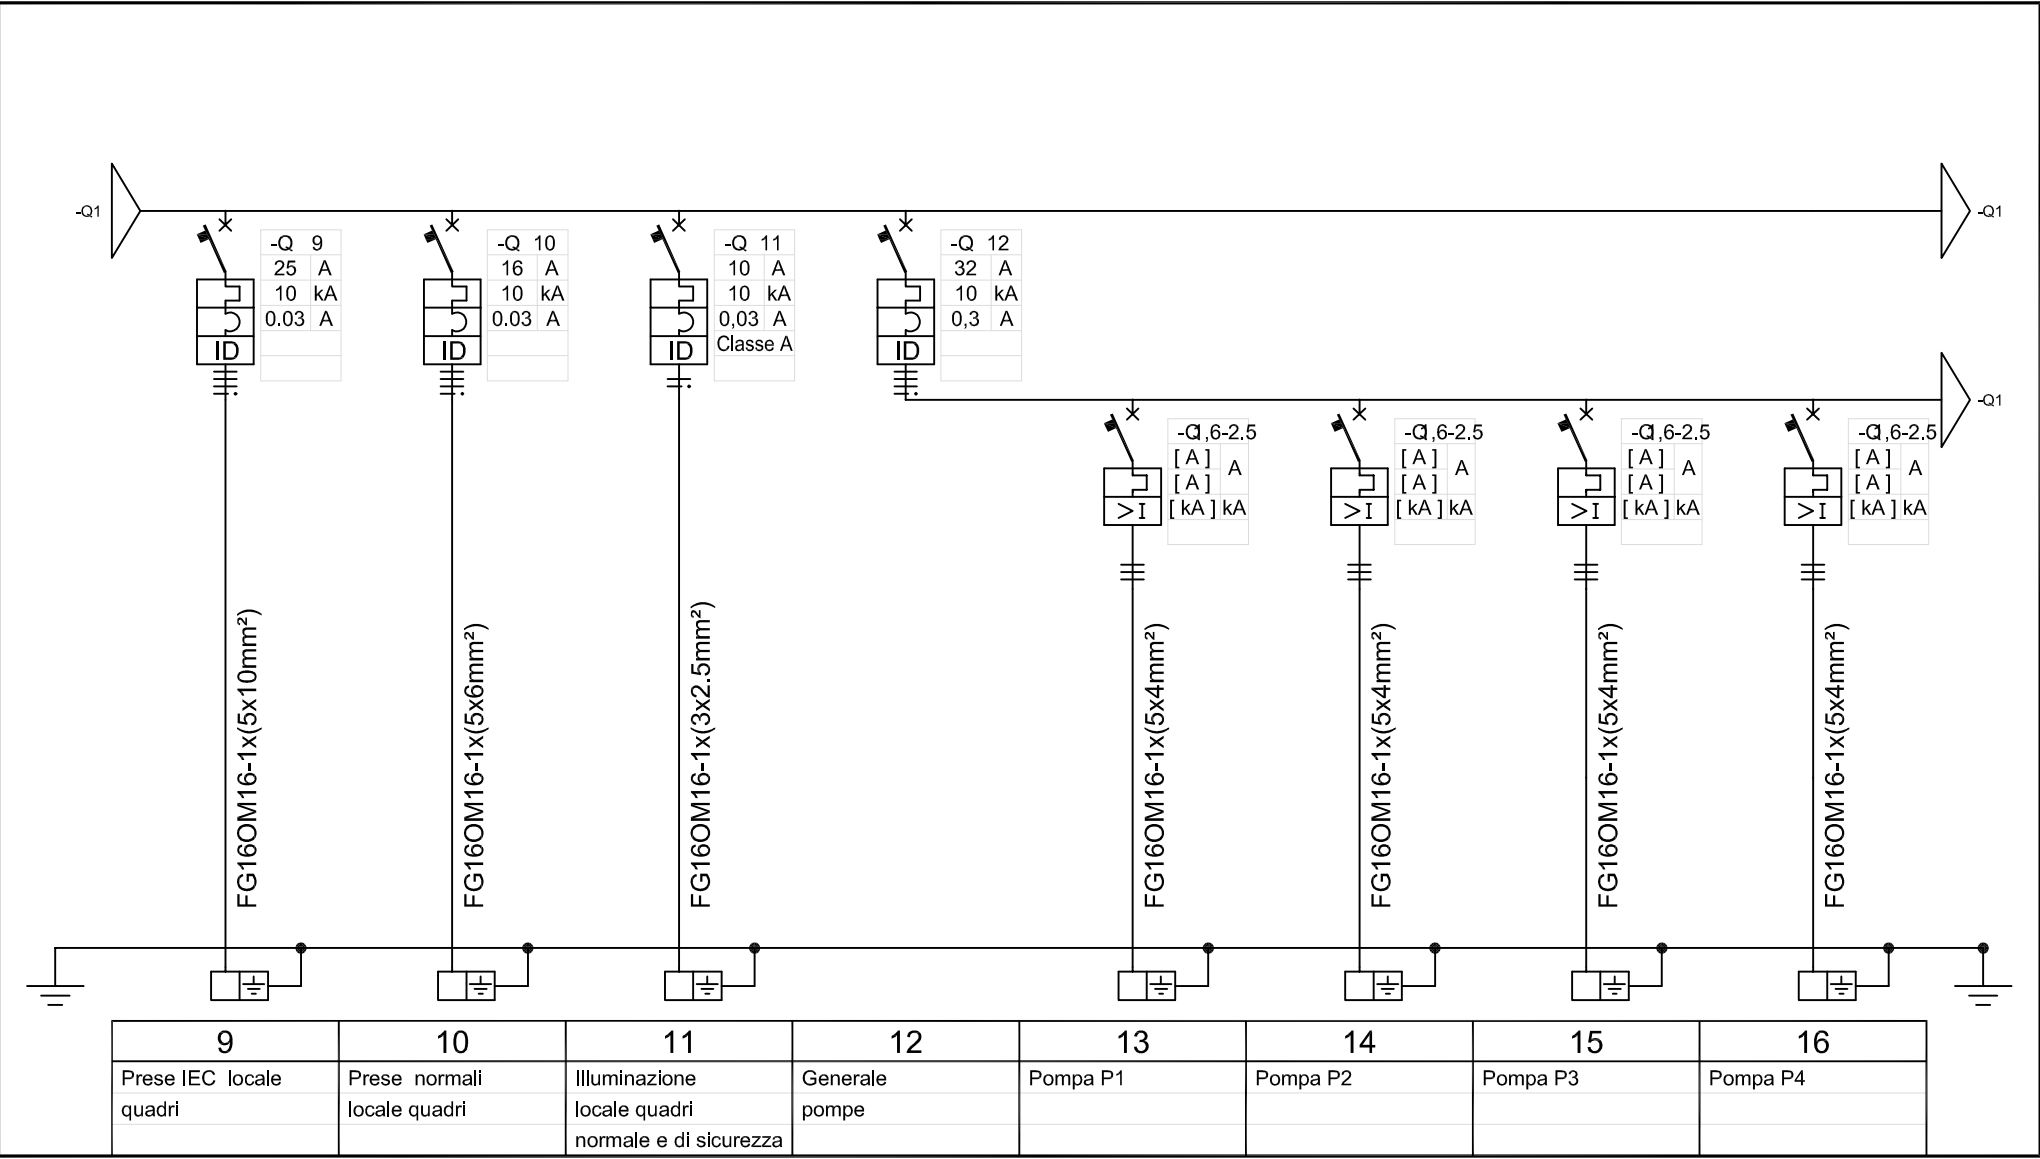 -Q1
-Q1
-Q 9
25 A
10 kA
0.03 A
ID
-Q 10
16 A
10 kA
0.03 A
ID
-Q 11
10 A
10 kA
0,03 A
Classe A
ID
-Q 12
32 A
10 kA
0,3 A
ID
-Q1
-Q1,6-2.5
[ A ] A
[ A ]
[ kA ] kA
>I
-Q1,6-2.5
[ A ] A
[ A ]
[ kA ] kA
>I
-Q1,6-2.5
[ A ] A
[ A ]
[ kA ] kA
>I
-Q1,6-2.5
[ A ] A
[ A ]
[ kA ] kA
>I
FG16OM16-1x(5x10mm²)
FG16OM16-1x(5x6mm²)
FG16OM16-1x(3x2.5mm²)
FG16OM16-1x(5x4mm²)
FG16OM16-1x(5x4mm²)
FG16OM16-1x(5x4mm²)
FG16OM16-1x(5x4mm²)
9
Prese IEC locale
quadri
10
Prese normali
locale quadri
11
Illuminazione
locale quadri
normale e di sicurezza
12
Generale
pompe
13
Pompa P1
14
Pompa P2
15
Pompa P3
16
Pompa P4